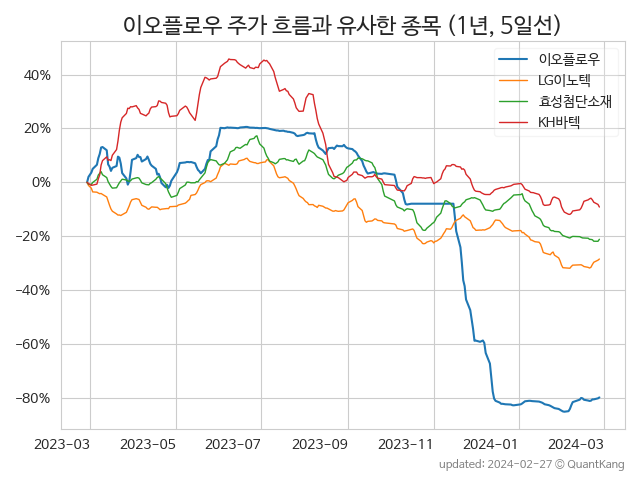 이오플로우 주가 흐름과 유사한 종목 (1년, 5일선)
이오플로우
LG이노텍
효성첨단소재
KH바텍
40%
20%
0%
−20%
−40%
−60%
−80%
2023-03
2023-05
2023-07
2023-09
2023-11
2024-01
2024-03
updated: 2024-02-27 © QuantKang